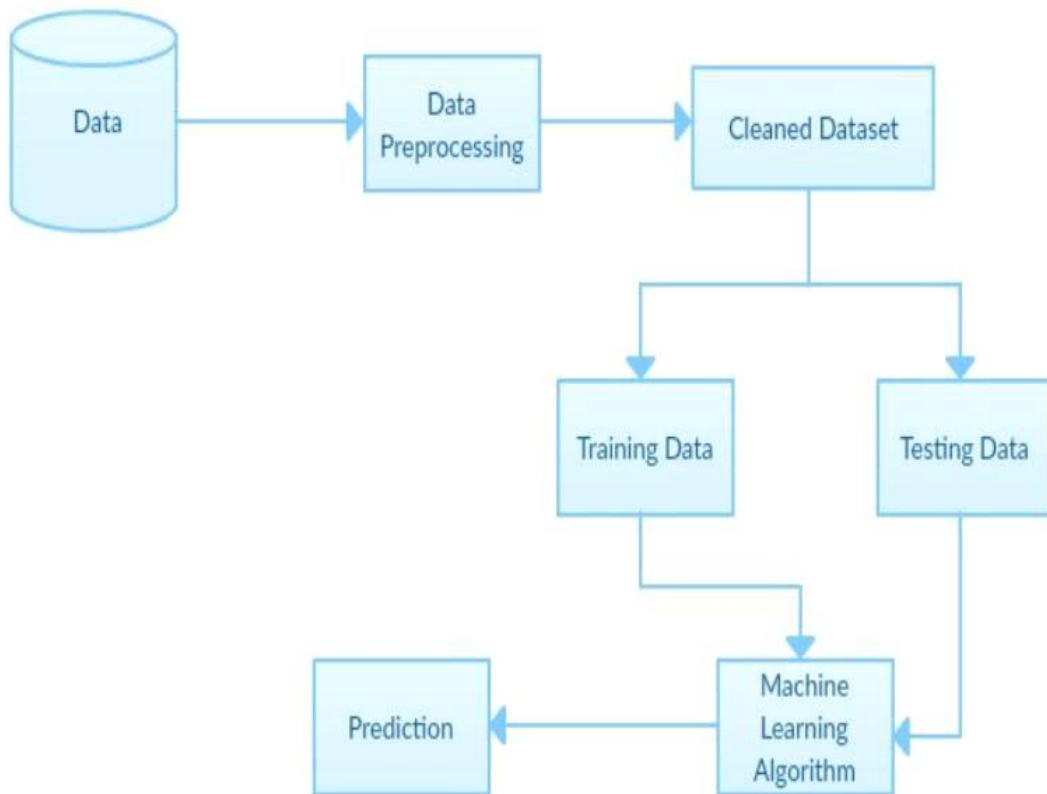 Data
Data
Preprocessing
Cleaned Dataset
Training Data
Testing Data
Machine
Learning
Algorithm
Prediction